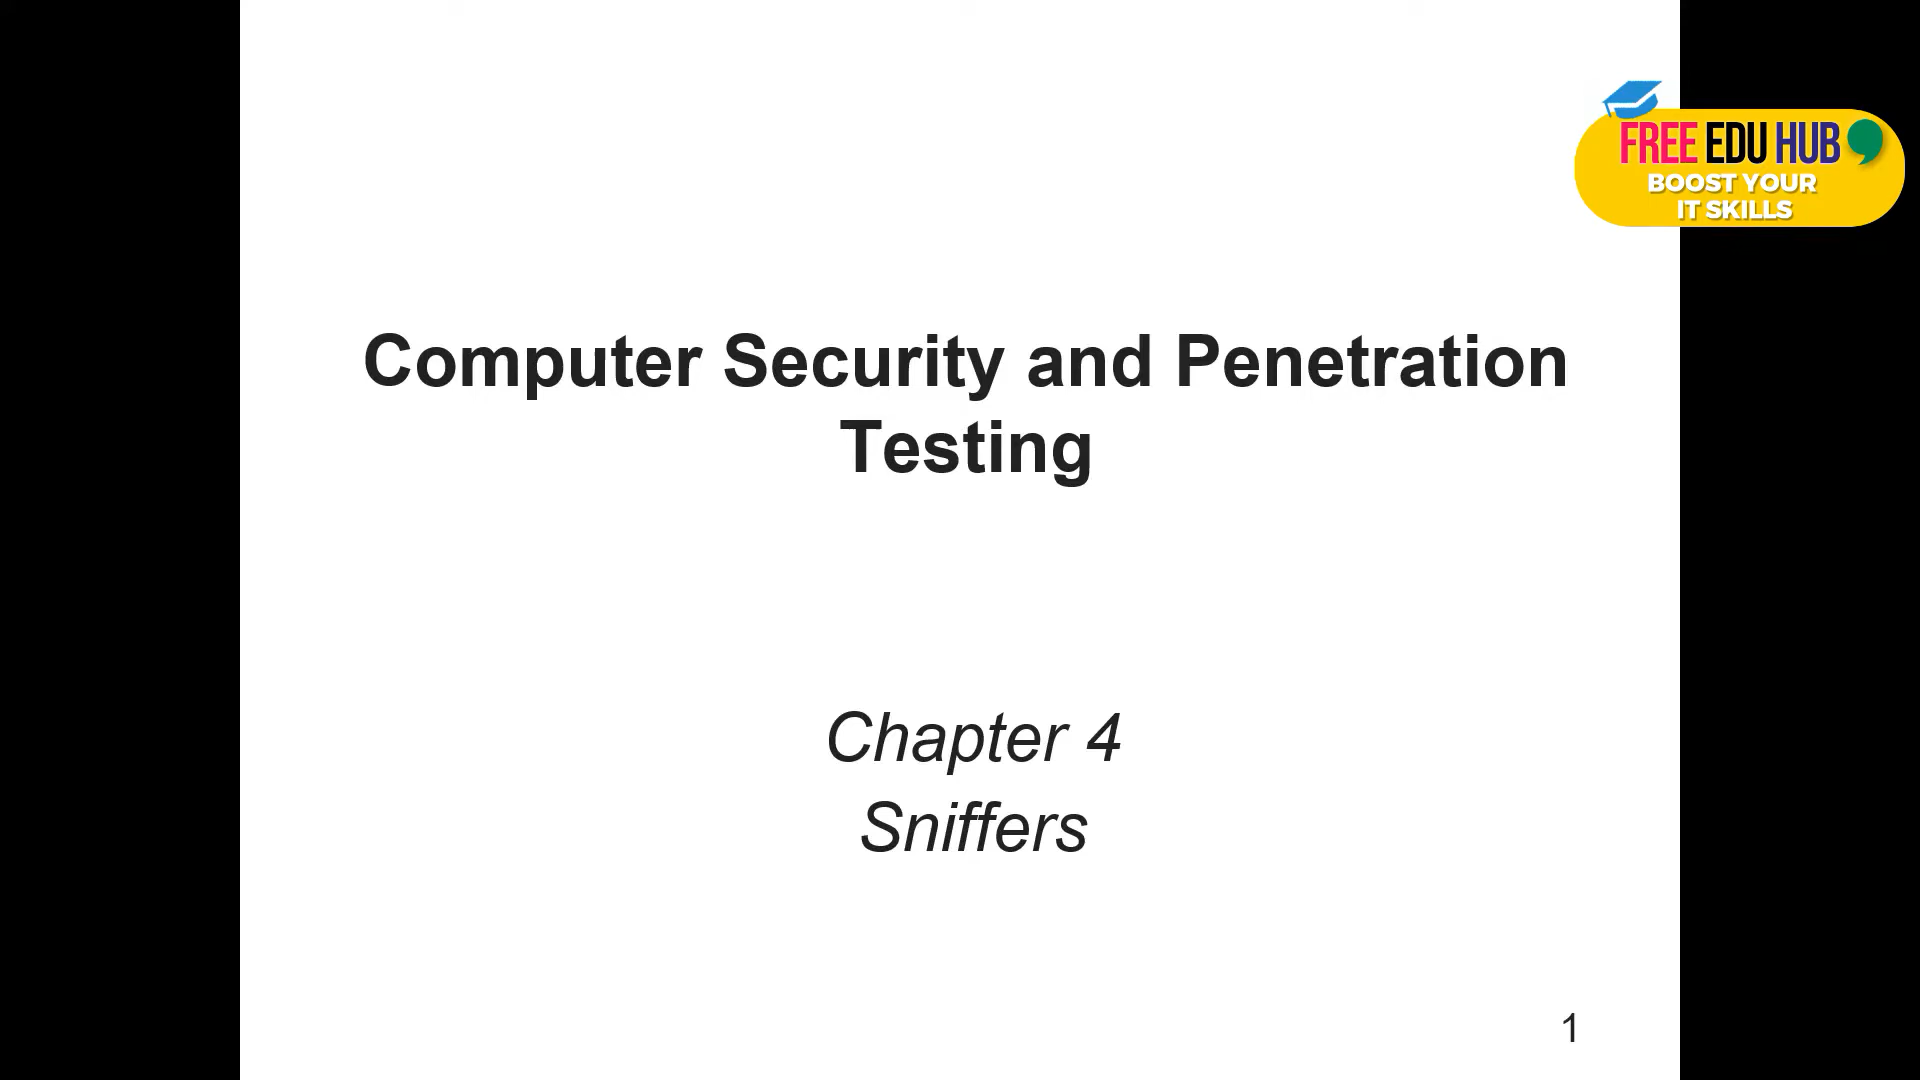 FREE EDU HUB
BOOST YOUR
IT SKILLS
Computer Security and Penetration
Testing
Chapter 4
Sniffers
1